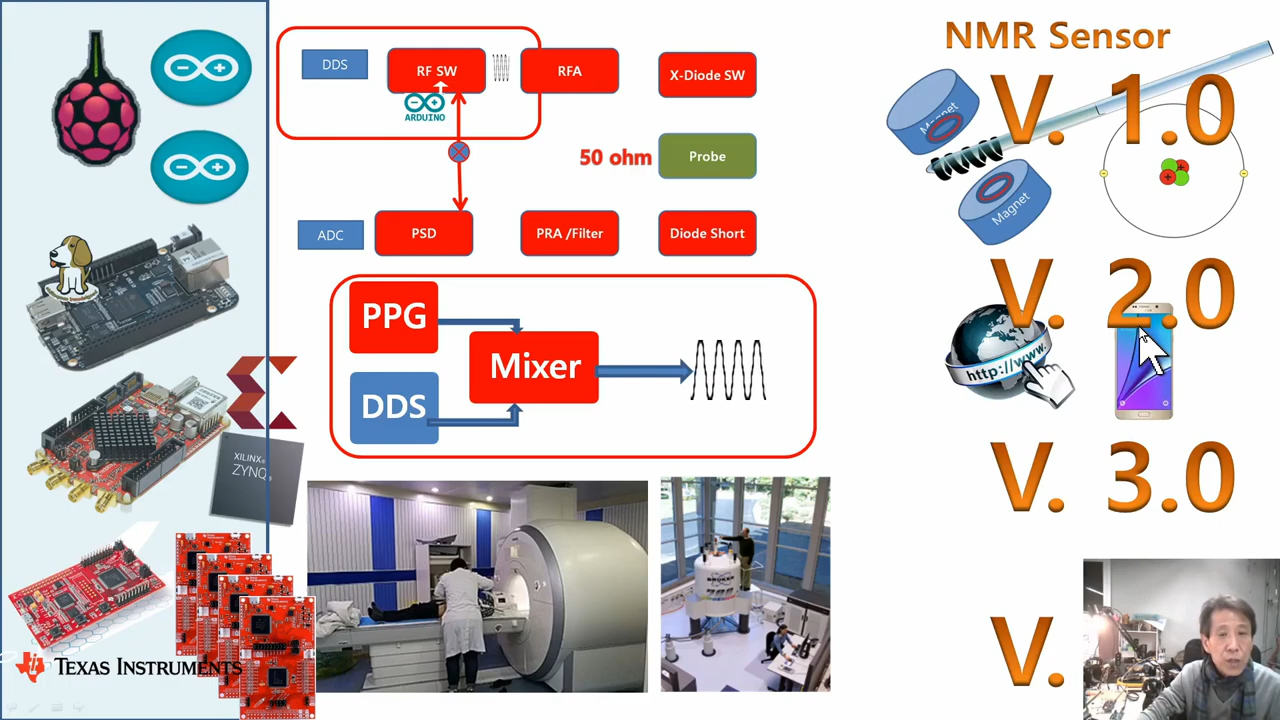 NMR Sensor
V. 1.0
V. 2.0
V. 3.0
V.
DDS
RF SW
RFA
X-Diode SW
ARDUINO
50 ohm
Probe
ADC
PSD
PRA /Filter
Diode Short
PPG
DDS
Mixer
Magnet
Magnet
http://www.
XILINX
ZYNQ
TEXAS INSTRUMENTS
BRUKER